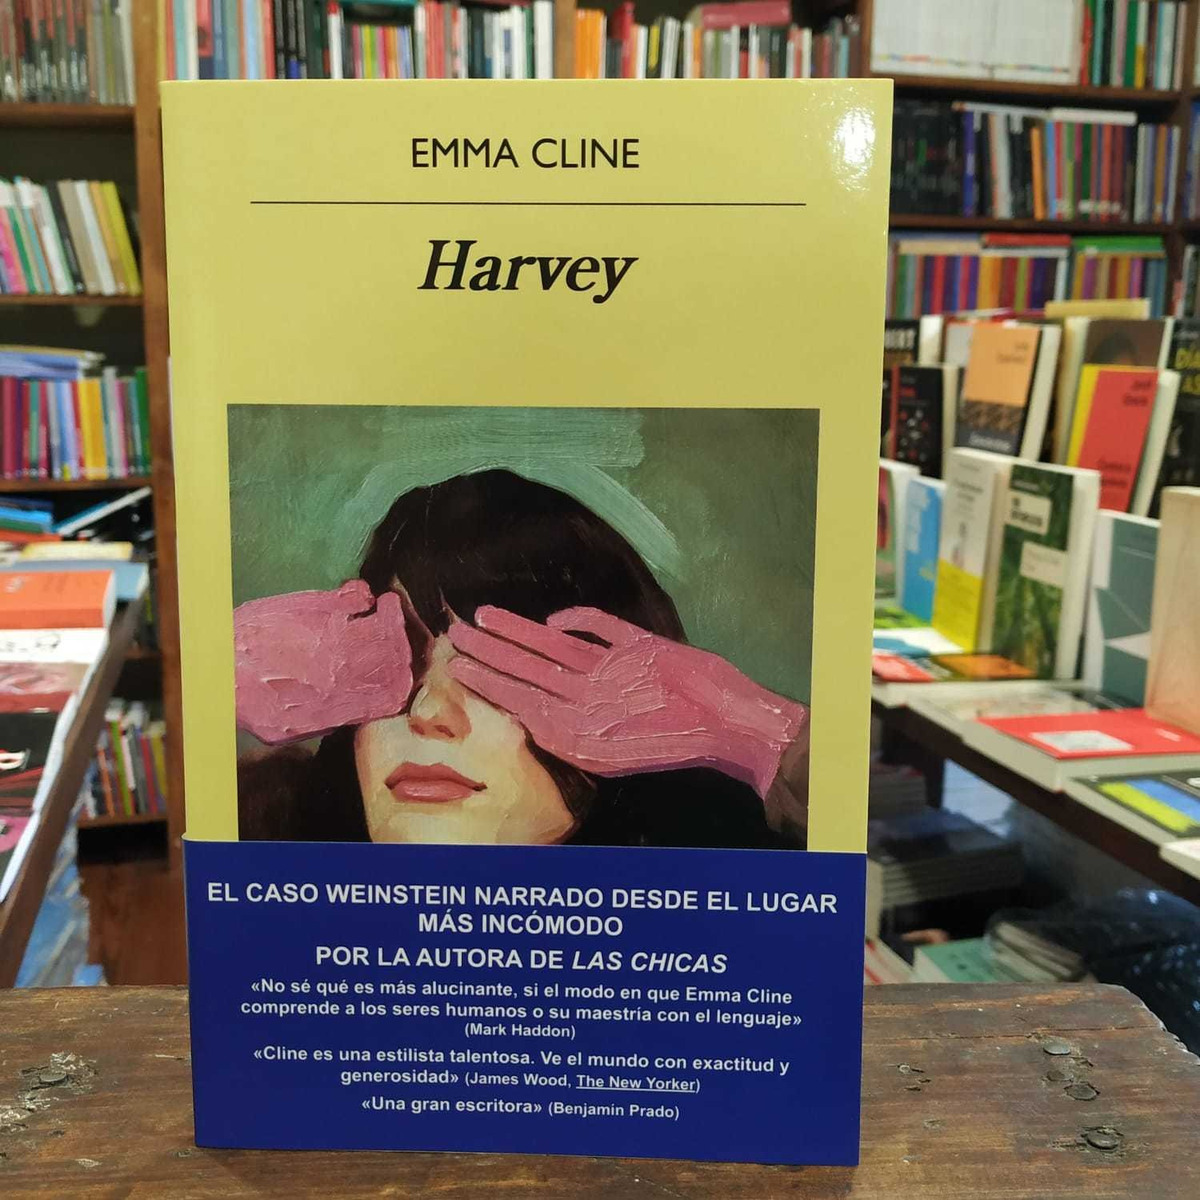 EMMA CLINE
Harvey
EL CASO WEINSTEIN NARRADO DESDE EL LUGAR
MÁS INCÓMODO
POR LA AUTORA DE LAS CHICAS
«No sé qué es más alucinante, si el modo en que Emma Cline
comprende a los seres humanos o su maestría con el lenguaje»
(Mark Haddon)
«Cline es una estilista talentosa. Ve el mundo con exactitud y
generosidad» (James Wood, The New Yorker)
«Una gran escritora» (Benjamín Prado)